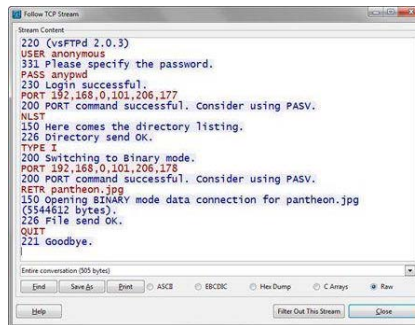 Follow TCP Stream
Stream Content
220 (vsFTPd 2.0.3)
USER anonymous
331 Please specify the password.
PASS anypwd
230 Login successful.
PORT 192,168,0,101,206,177
200 PORT command successful. Consider using PASV.
NLST
150 Here comes the directory listing.
226 Directory send OK.
TYPE I
200 Switching to Binary mode.
PORT 192,168,0,101,206,178
200 PORT command successful. Consider using PASV.
RETR pantheon.jpg
150 Opening BINARY mode data connection for pantheon.jpg
(5544612 bytes).
226 File send OK.
QUIT
221 Goodbye.
Entire conversation (505 bytes)
Find Save As Print ASCII EBCDIC Hex Dump C Arrays Raw
Help Filter Out This Stream Close